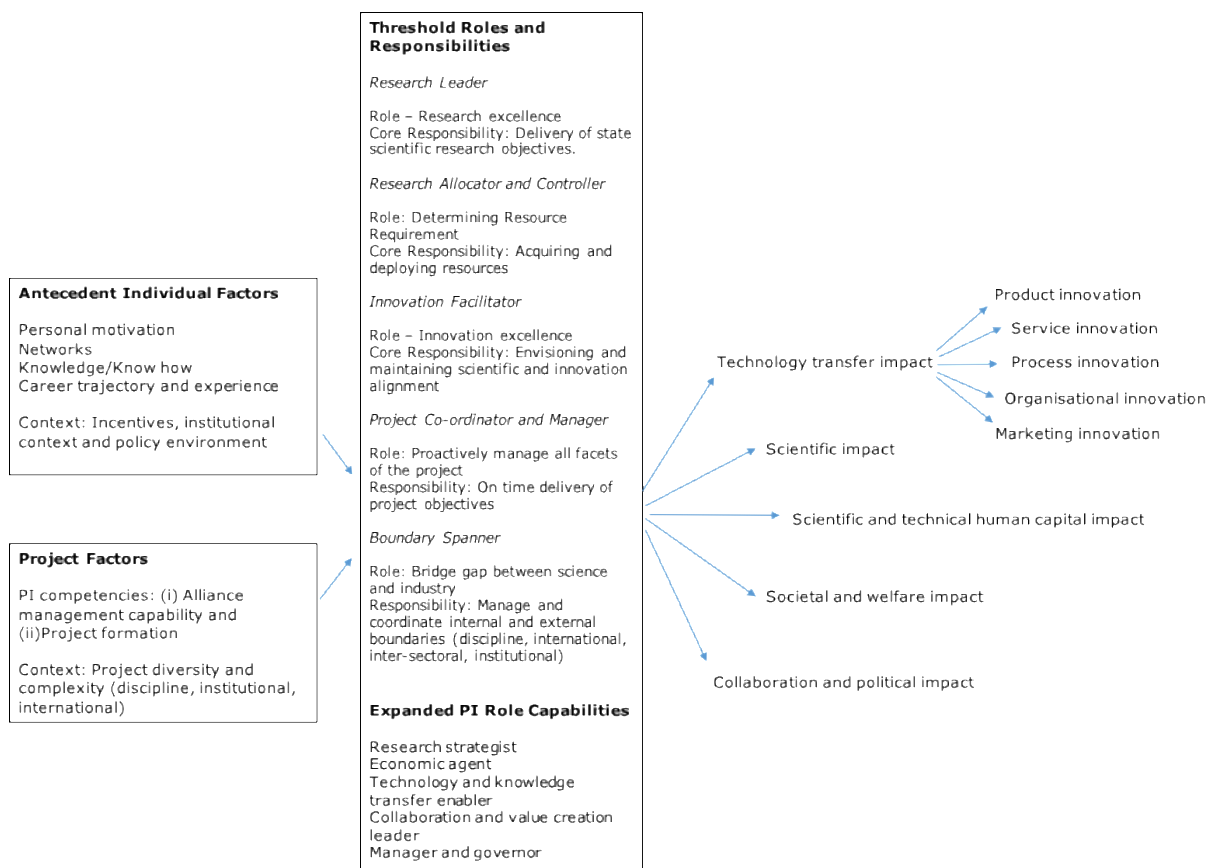 Antecedent Individual Factors
Personal motivation
Networks
Knowledge/Know how
Career trajectory and experience
Context: Incentives, institutional
context and policy environment
Project Factors
PI competencies: (i) Alliance
management capability and
(ii)Project formation
Context: Project diversity and
complexity (discipline, institutional,
international)
Threshold Roles and
Responsibilities
Research Leader
Role – Research excellence
Core Responsibility: Delivery of state
scientific research objectives.
Research Allocator and Controller
Role: Determining Resource
Requirement
Core Responsibility: Acquiring and
deploying resources
Innovation Facilitator
Role – Innovation excellence
Core Responsibility: Envisioning and
maintaining scientific and innovation
alignment
Project Co-ordinator and Manager
Role: Proactively manage all facets
of the project
Responsibility: On time delivery of
project objectives
Boundary Spanner
Role: Bridge gap between science
and industry
Responsibility: Manage and
coordinate internal and external
boundaries (discipline, international,
inter-sectoral, institutional)
Expanded PI Role Capabilities
Research strategist
Economic agent
Technology and knowledge
transfer enabler
Collaboration and value creation
leader
Manager and governor
Technology transfer impact
Scientific impact
Scientific and technical human capital impact
Societal and welfare impact
Collaboration and political impact
Product innovation
Service innovation
Process innovation
Organisational innovation
Marketing innovation